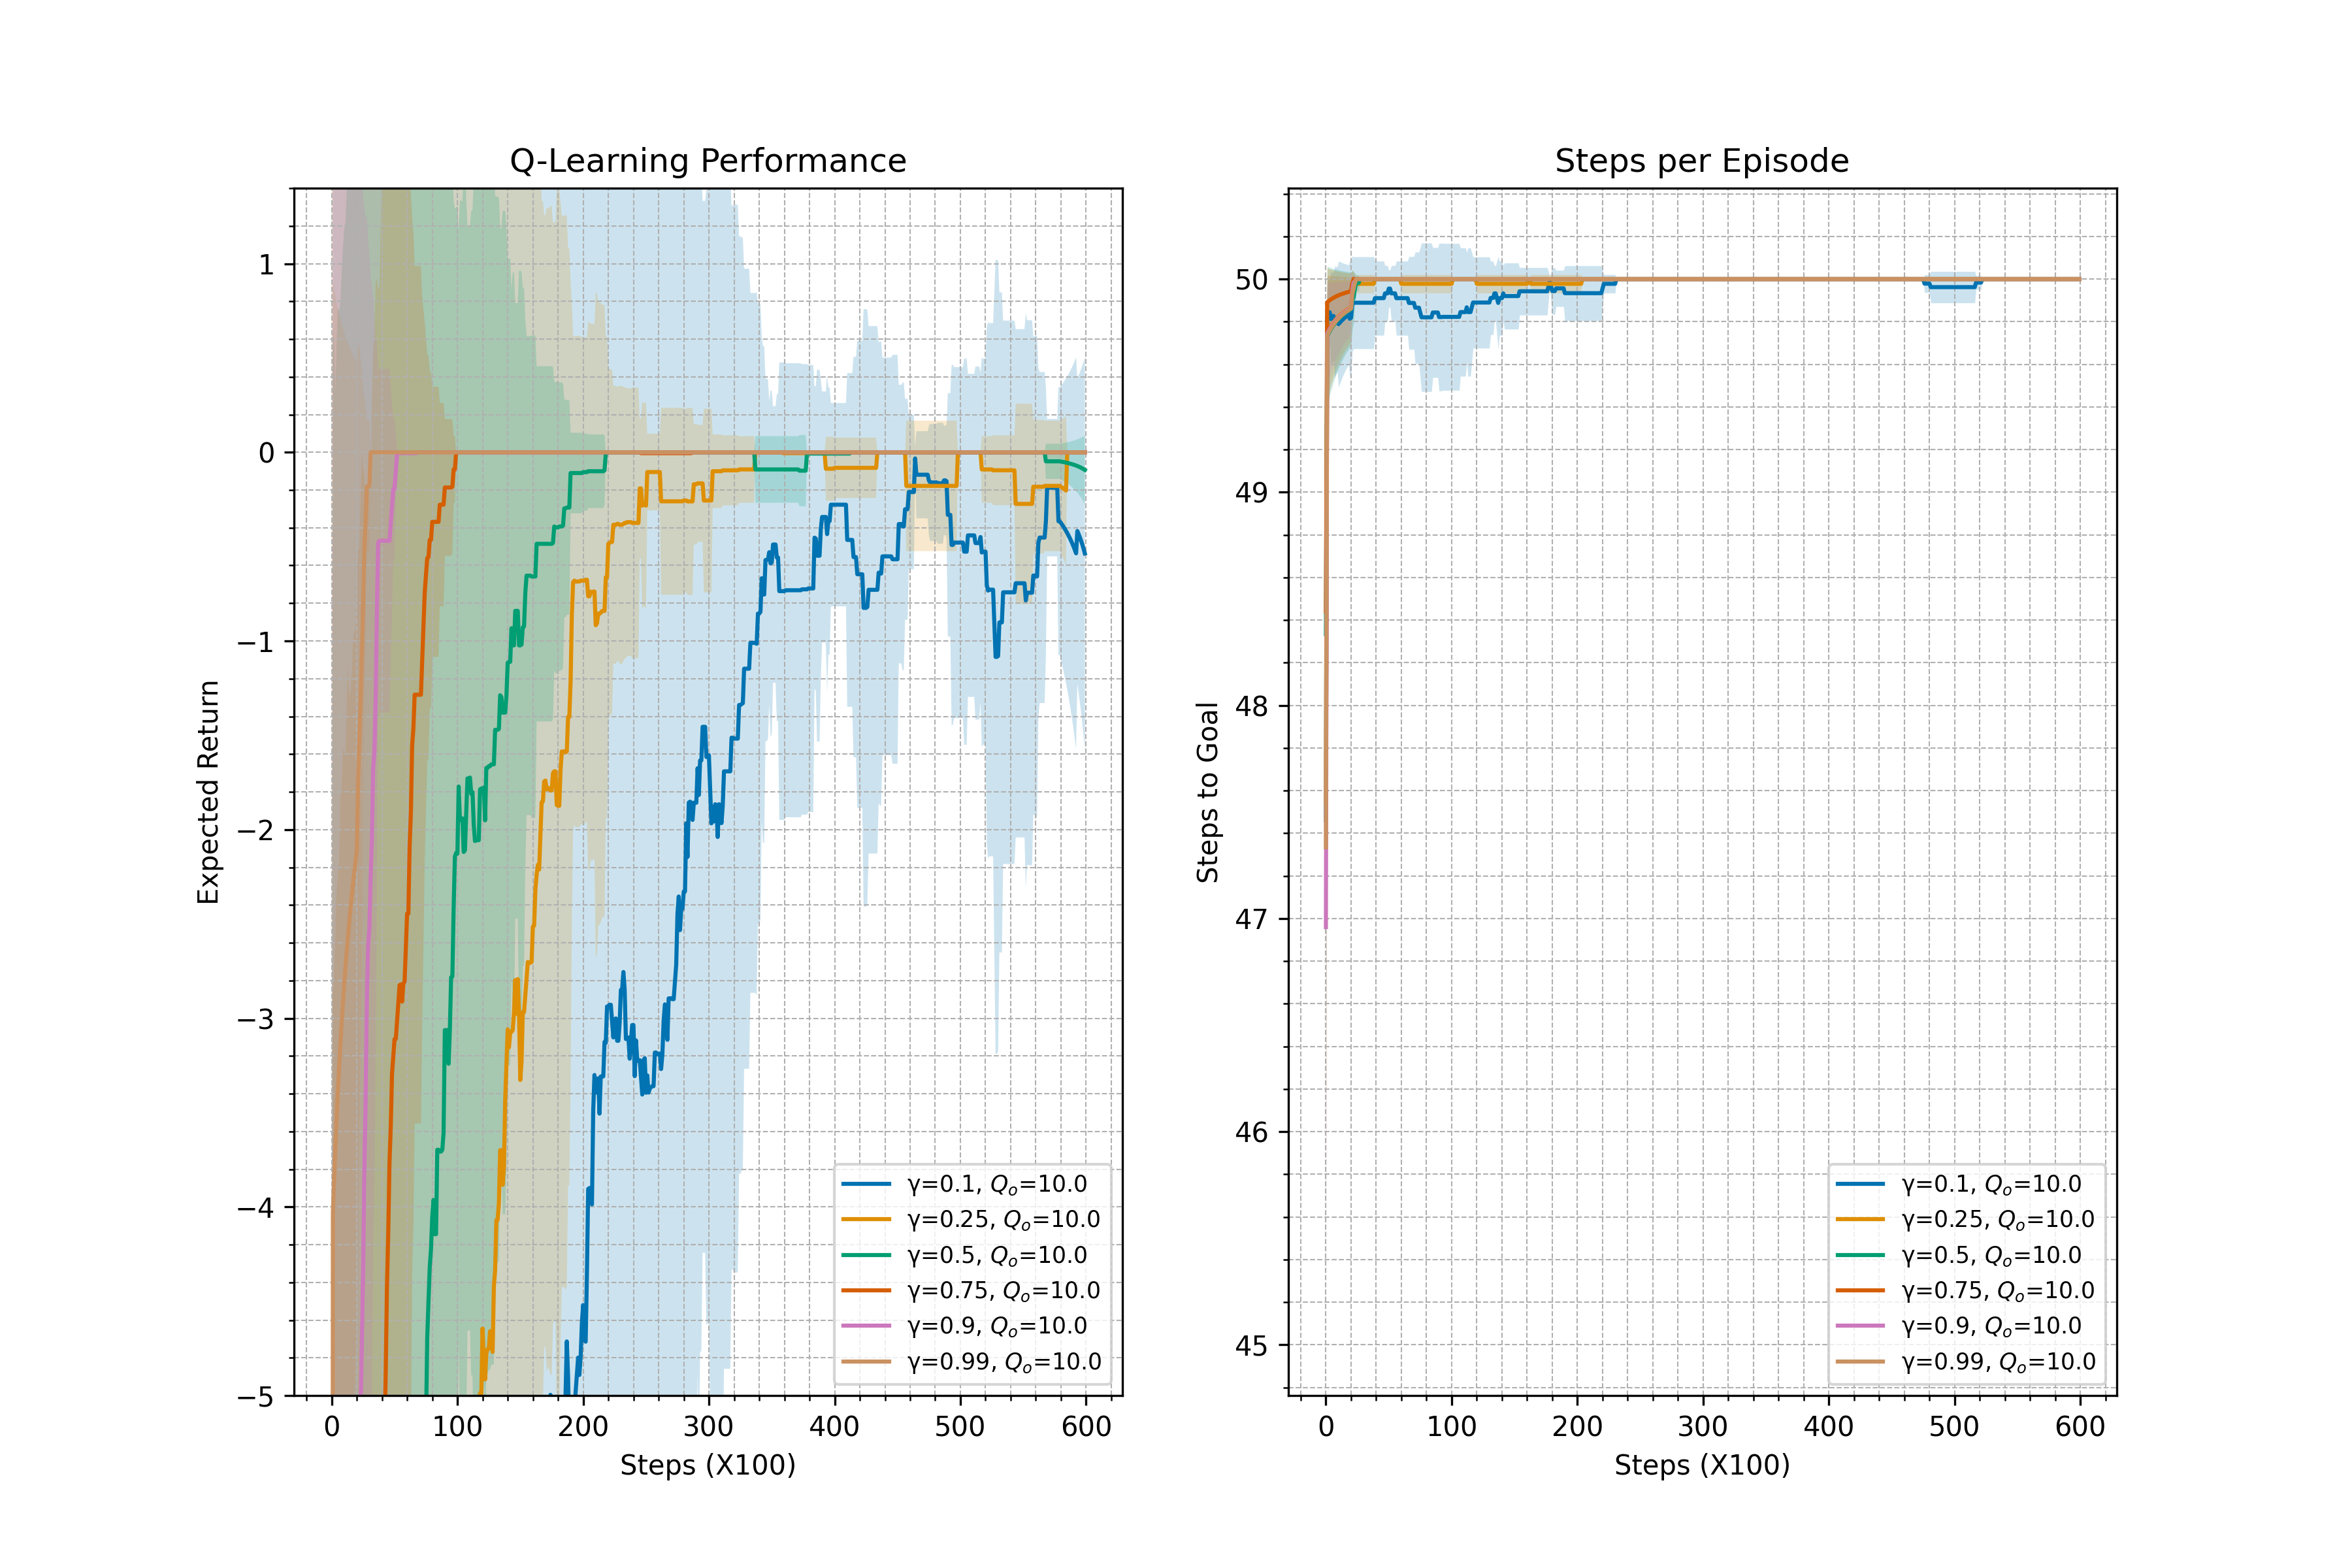 Q-Learning Performance
Expected Return
1
0
−1
−2
−3
−4
−5
0 100 200 300 400 500 600
Steps (X100)
γ=0.1, Qₒ=10.0
γ=0.25, Qₒ=10.0
γ=0.5, Qₒ=10.0
γ=0.75, Qₒ=10.0
γ=0.9, Qₒ=10.0
γ=0.99, Qₒ=10.0
Steps per Episode
Steps to Goal
50
49
48
47
46
45
0 100 200 300 400 500 600
Steps (X100)
γ=0.1, Qₒ=10.0
γ=0.25, Qₒ=10.0
γ=0.5, Qₒ=10.0
γ=0.75, Qₒ=10.0
γ=0.9, Qₒ=10.0
γ=0.99, Qₒ=10.0